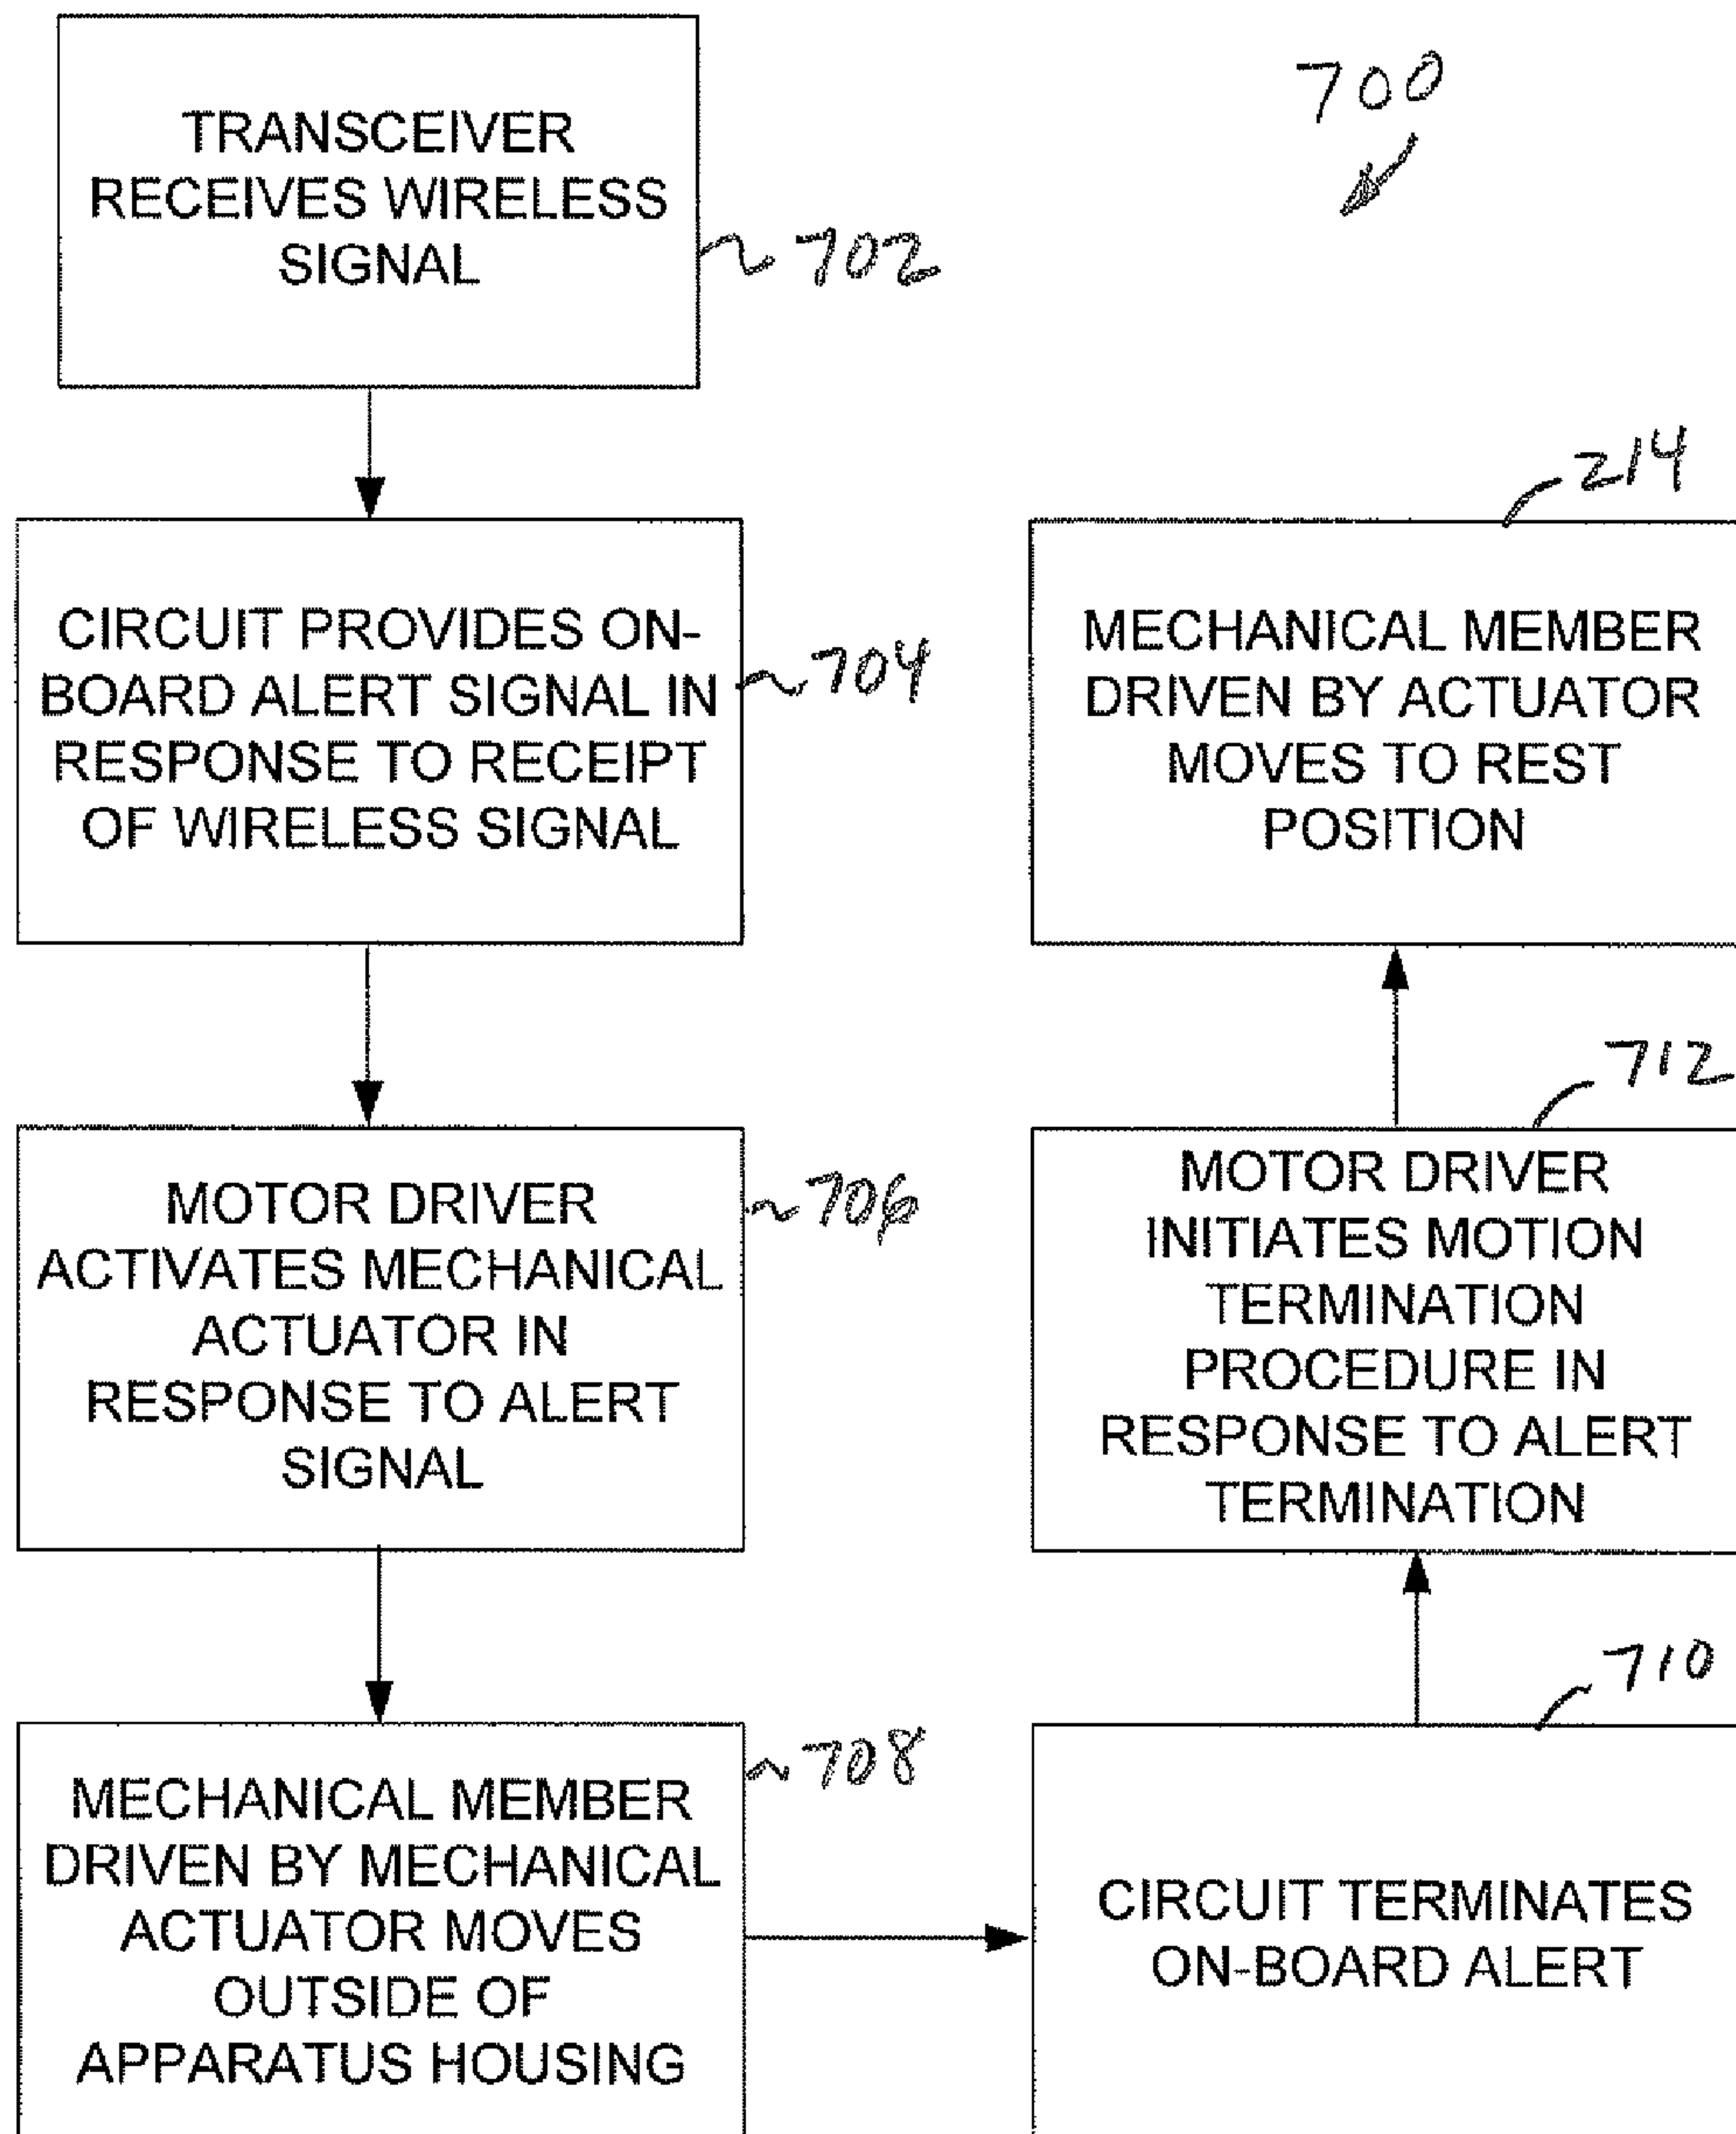 700
TRANSCEIVER
RECEIVES WIRELESS
SIGNAL
702
CIRCUIT PROVIDES ON-
BOARD ALERT SIGNAL IN
RESPONSE TO RECEIPT
OF WIRELESS SIGNAL
704
MOTOR DRIVER
ACTIVATES MECHANICAL
ACTUATOR IN
RESPONSE TO ALERT
SIGNAL
706
MECHANICAL MEMBER
DRIVEN BY MECHANICAL
ACTUATOR MOVES
OUTSIDE OF
APPARATUS HOUSING
708
710
CIRCUIT TERMINATES
ON-BOARD ALERT
712
MOTOR DRIVER
INITIATES MOTION
TERMINATION
PROCEDURE IN
RESPONSE TO ALERT
TERMINATION
214
MECHANICAL MEMBER
DRIVEN BY ACTUATOR
MOVES TO REST
POSITION